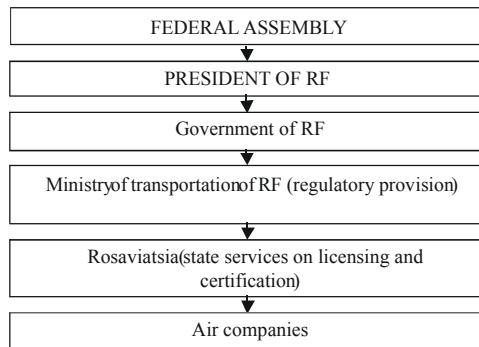 FEDERAL ASSEMBLY
PRESIDENT OF RF
Government of RF
Ministryof transportationof RF (regulatory provision)
Rosaviatsia(state services on licensing and
certification)
Air companies